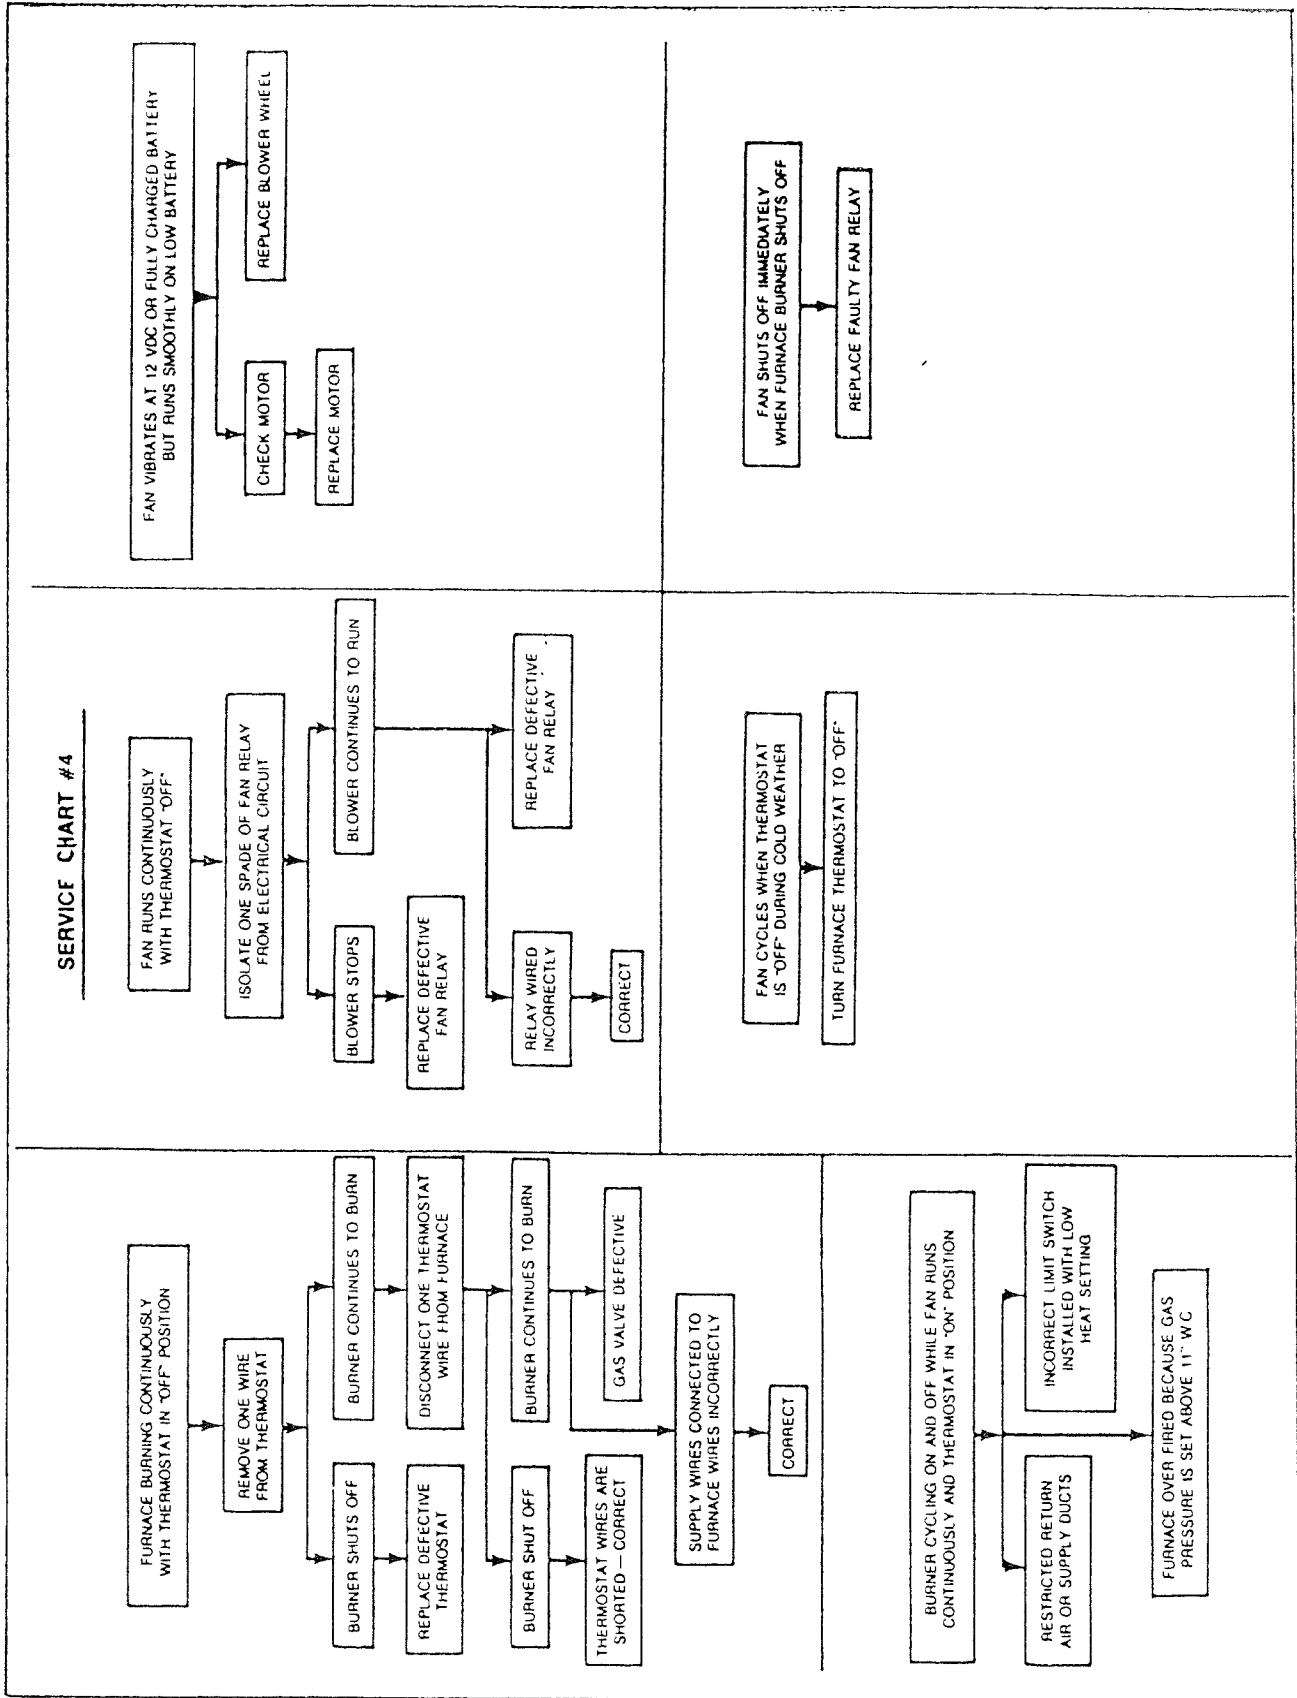 SERVICE CHART #4
FURNACE BURNING CONTINUOUSLY
WITH THERMOSTAT IN "OFF" POSITION
REMOVE ONE WIRE
FROM THERMOSTAT
BURNER SHUTS OFF
BURNER CONTINUES TO BURN
REPLACE DEFECTIVE
THERMOSTAT
DISCONNECT ONE THERMOSTAT
WIRE FROM FURNACE
BURNER SHUT OFF
BURNER CONTINUES TO BURN
THERMOSTAT WIRES ARE
SHORTED — CORRECT
GAS VALVE DEFECTIVE
SUPPLY WIRES CONNECTED TO
FURNACE WIRES INCORRECTLY
CORRECT
FAN RUNS CONTINUOUSLY
WITH THERMOSTAT "OFF"
ISOLATE ONE SPADE OF FAN RELAY
FROM ELECTRICAL CIRCUIT
BLOWER STOPS
BLOWER CONTINUES TO RUN
REPLACE DEFECTIVE
FAN RELAY
RELAY WIRED
INCORRECTLY
REPLACE DEFECTIVE
FAN RELAY
CORRECT
FAN VIBRATES AT 12 VDC OR FULLY CHARGED BATTERY
BUT RUNS SMOOTHLY ON LOW BATTERY
CHECK MOTOR
REPLACE BLOWER WHEEL
REPLACE MOTOR
BURNER CYCLING ON AND OFF WHILE FAN RUNS
CONTINUOUSLY AND THERMOSTAT IN "ON" POSITION
RESTRICTED RETURN
AIR OR SUPPLY DUCTS
INCORRECT LIMIT SWITCH
INSTALLED WITH LOW
HEAT SETTING
FURNACE OVER FIRED BECAUSE GAS
PRESSURE IS SET ABOVE 11" WC
FAN CYCLES WHEN THERMOSTAT
IS "OFF" DURING COLD WEATHER
TURN FURNACE THERMOSTAT TO "OFF"
FAN SHUTS OFF IMMEDIATELY
WHEN FURNACE BURNER SHUTS OFF
REPLACE FAULTY FAN RELAY